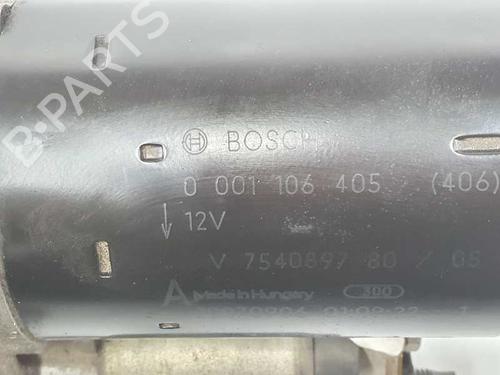 B-PARTS
BOSCH
0 001 106 405 (406)
12V
V 7540897 80 / 05
Made in Hungary 300